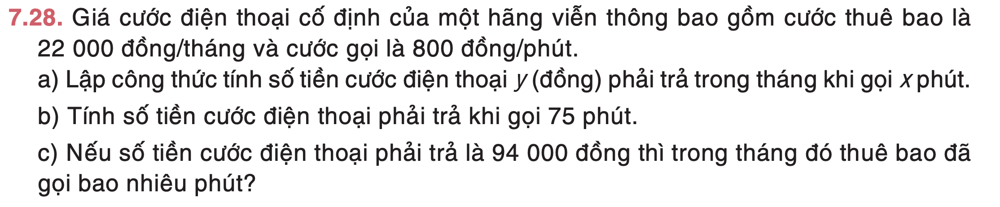 7.28. Giá cước điện thoại cố định của một hãng viễn thông bao gồm cước thuê bao là
22 000 đồng/tháng và cước gọi là 800 đồng/phút.
a) Lập công thức tính số tiền cước điện thoại y (đồng) phải trả trong tháng khi gọi x phút.
b) Tính số tiền cước điện thoại phải trả khi gọi 75 phút.
c) Nếu số tiền cước điện thoại phải trả là 94 000 đồng thì trong tháng đó thuê bao đã
gọi bao nhiêu phút?